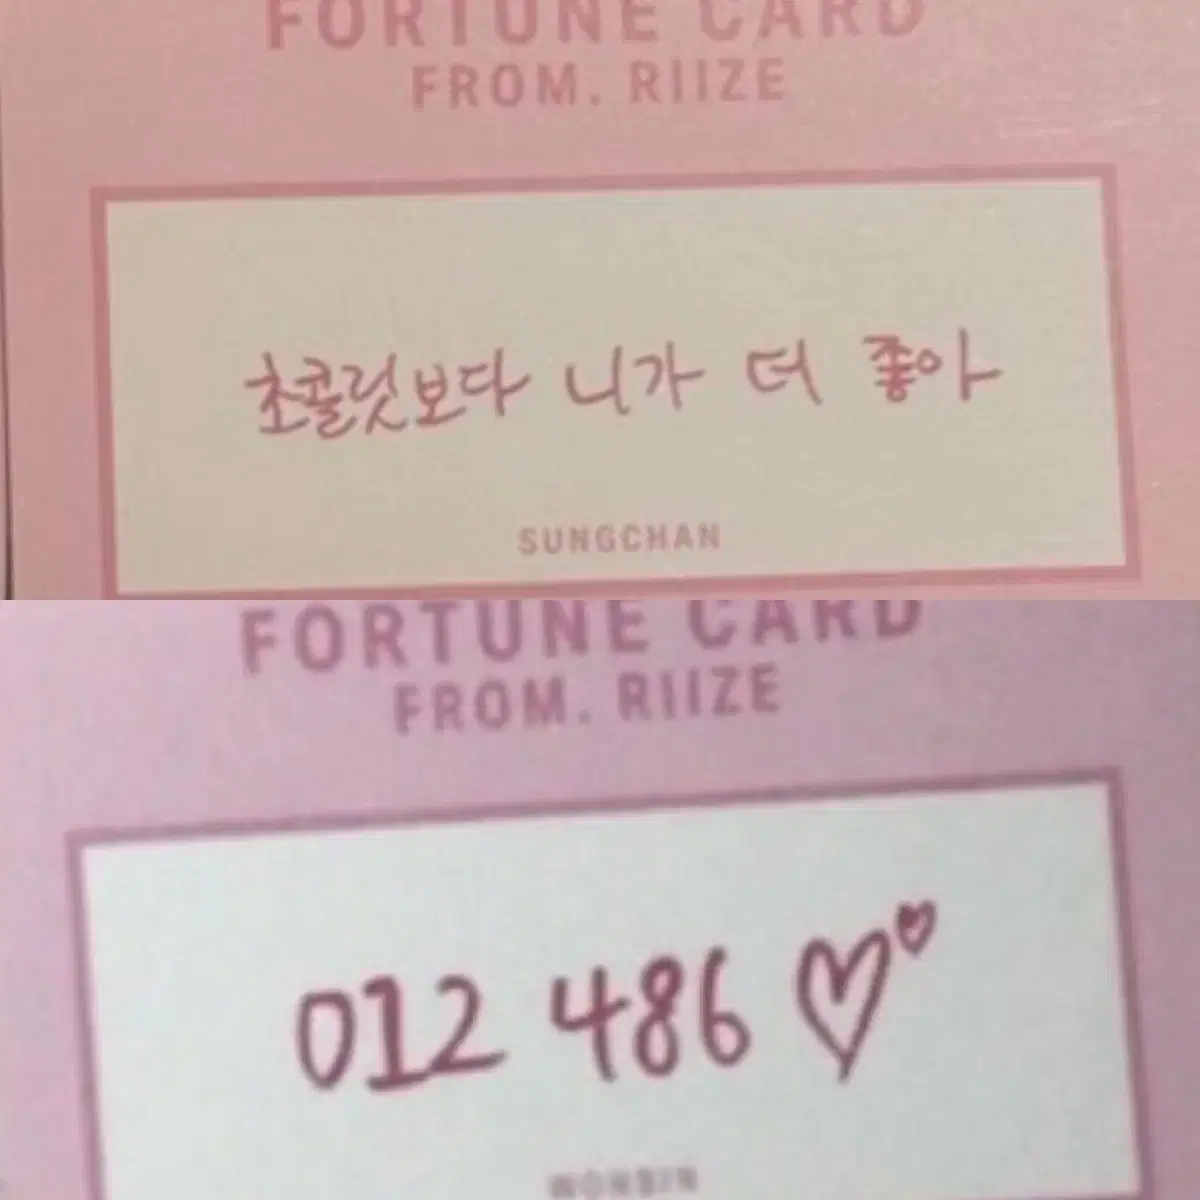 FORTUNE CARD
FROM. RIIZE
초콜릿보다 니가 더 좋아
SUNGCHAN
FORTUNE CARD
FROM. RIIZE
012 486 ♡♡
WONBIN